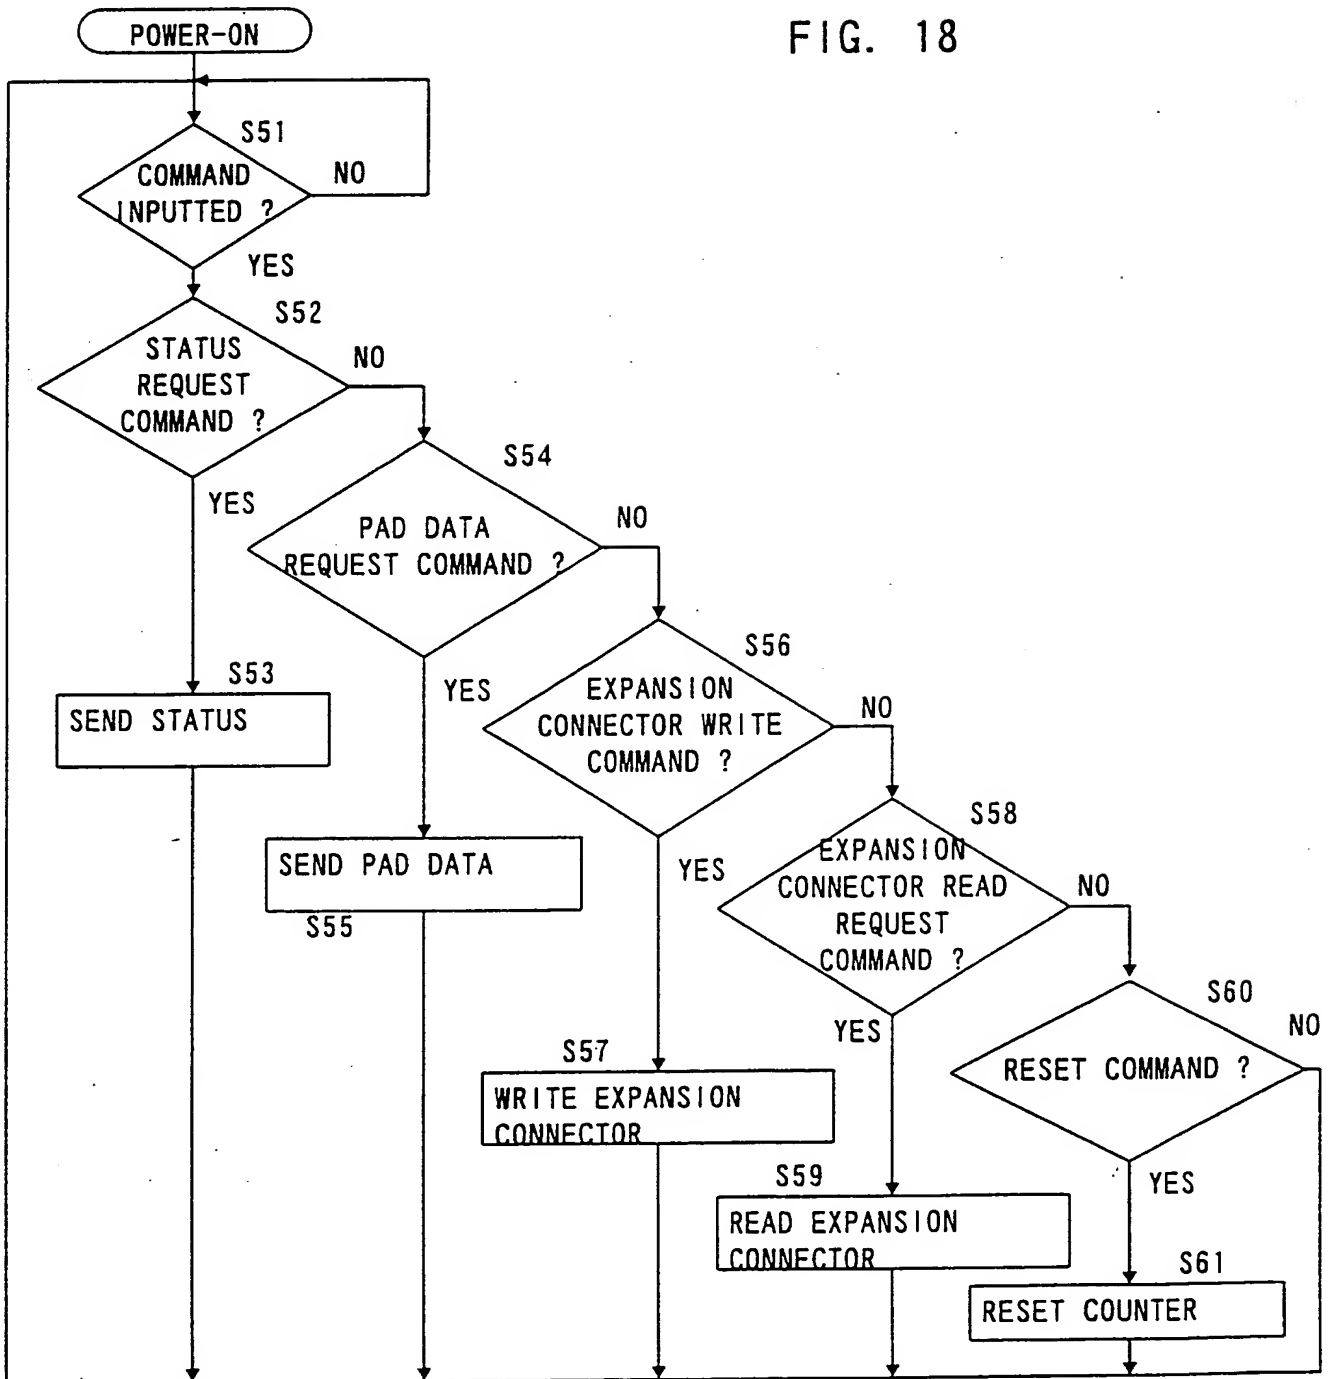 FIG. 18
POWER-ON
S51
COMMAND
INPUTTED ?
NO
YES
S52
STATUS
REQUEST
COMMAND ?
NO
YES
S53
SEND STATUS
S54
PAD DATA
REQUEST COMMAND ?
NO
YES
SEND PAD DATA
S55
S56
EXPANSION
CONNECTOR WRITE
COMMAND ?
NO
YES
S57
WRITE EXPANSION
CONNECTOR
S58
EXPANSION
CONNECTOR READ
REQUEST
COMMAND ?
NO
YES
S59
READ EXPANSION
CONNECTOR
S60
RESET COMMAND ?
NO
YES
S61
RESET COUNTER